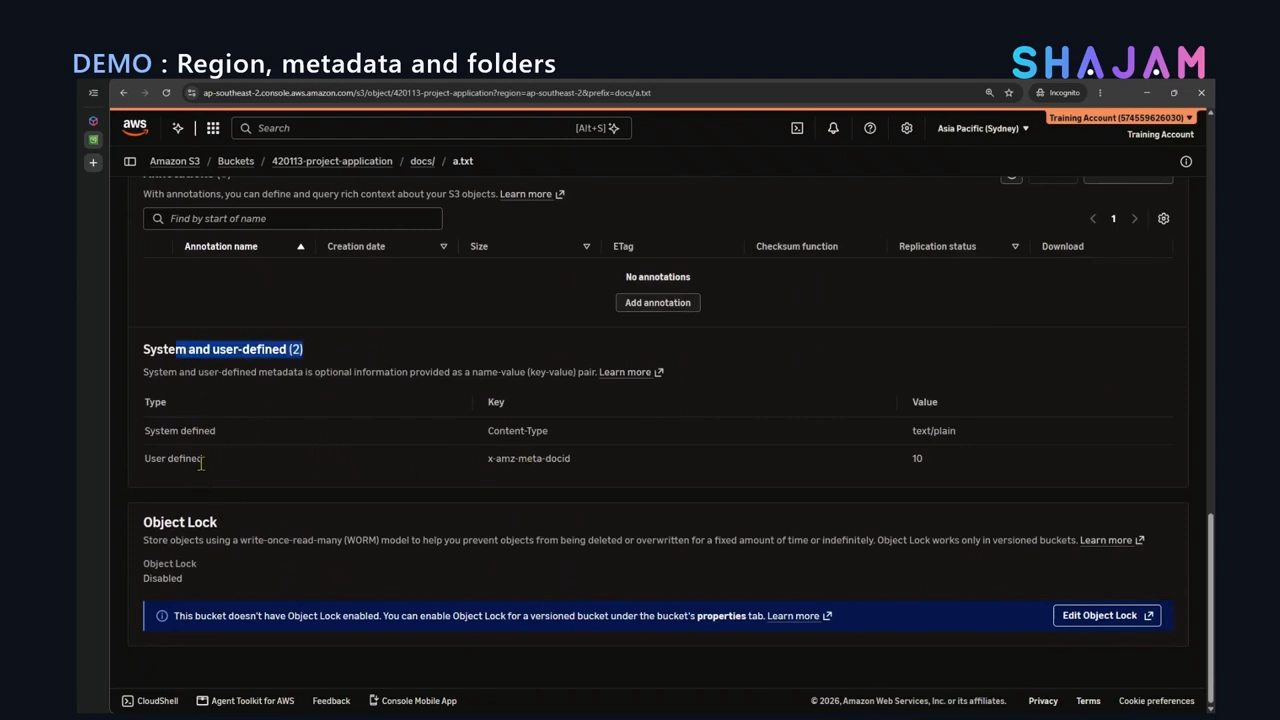 DEMO : Region, metadata and folders
SHAJAM
ap-southeast-2.console.aws.amazon.com/s3/object/420113-project-application?region=ap-southeast-2&prefix=docs/a.txt
Incognito
aws
Search
[Alt+S]
Asia Pacific (Sydney)
Training Account (574559626030)
Training Account
Amazon S3 / Buckets / 420113-project-application / docs/ / a.txt
With annotations, you can define and query rich context about your S3 objects. Learn more
Find by start of name
1
Annotation name Creation date Size ETag Checksum function Replication status Download
No annotations
Add annotation
System and user-defined (2)
System and user-defined metadata is optional information provided as a name-value (key-value) pair. Learn more
Type Key Value
System defined Content-Type text/plain
User defined x-amz-meta-docid 10
Object Lock
Store objects using a write-once-read-many (WORM) model to help you prevent objects from being deleted or overwritten for a fixed amount of time or indefinitely. Object Lock works only in versioned buckets. Learn more
Object Lock
Disabled
This bucket doesn't have Object Lock enabled. You can enable Object Lock for a versioned bucket under the bucket's properties tab. Learn more
Edit Object Lock
CloudShell Agent Toolkit for AWS Feedback Console Mobile App © 2026, Amazon Web Services, Inc. or its affiliates. Privacy Terms Cookie preferences